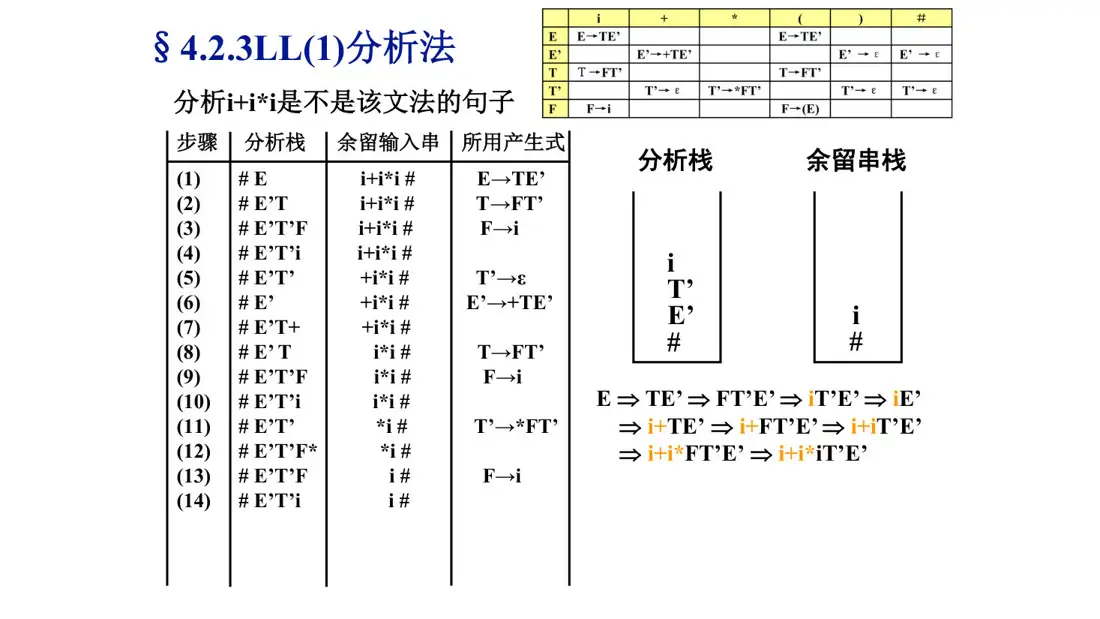 §4.2.3LL(1)分析法
i + * ( ) #
E E→TE’ E→TE’
E’ E’→+TE’ E’→ε E’→ε
T T→FT’ T→FT’
T’ T’→ε T’→*FT’ T’→ε T’→ε
F F→i F→(E)
分析i+i*i是不是该文法的句子
步骤 分析栈 余留输入串 所用产生式
(1) # E i+i*i # E→TE’
(2) # E’T i+i*i # T→FT’
(3) # E’T’F i+i*i # F→i
(4) # E’T’i i+i*i #
(5) # E’T’ +i*i # T’→ε
(6) # E’ +i*i # E’→+TE’
(7) # E’T+ +i*i #
(8) # E’ T i*i # T→FT’
(9) # E’T’F i*i # F→i
(10) # E’T’i i*i #
(11) # E’T’ *i # T’→*FT’
(12) # E’T’F* *i #
(13) # E’T’F i # F→i
(14) # E’T’i i #
分析栈 余留串栈
i
T’
E’ i
# #
E ⇒ TE’ ⇒ FT’E’ ⇒ iT’E’ ⇒ iE’
⇒ i+TE’ ⇒ i+FT’E’ ⇒ i+iT’E’
⇒ i+i*FT’E’ ⇒ i+i*iT’E’